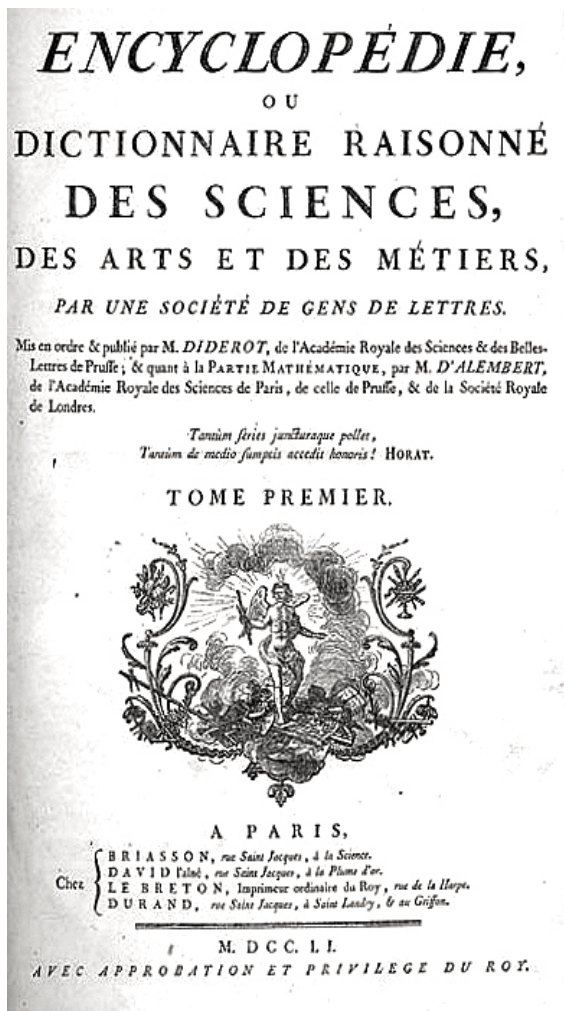 ENCYCLOPÉDIE,
OU
DICTIONNAIRE RAISONNÉ
DES SCIENCES,
DES ARTS ET DES MÉTIERS,
PAR UNE SOCIÉTÉ DE GENS DE LETTRES.
Mis en ordre & publié par M. DIDEROT, de l'Académie Royale des Sciences & des Belles-
Lettres de Prusse; & quant à la PARTIE MATHÉMATIQUE, par M. D'ALEMBERT,
de l'Académie Royale des Sciences de Paris, de celle de Prusse, & de la Société Royale
de Londres.
Tantùm series juncturaque pollet,
Tantùm de medio sumptis accedit honoris! HORAT.
TOME PREMIER.
A PARIS,
Chez
BRIASSON, rue Saint Jacques, à la Science.
DAVID l'aîné, rue Saint Jacques, à la Plume d'or.
LE BRETON, Imprimeur ordinaire du Roy, rue de la Harpe.
DURAND, rue Saint Jacques, à Saint Landry, & au Griffon.
M. DCC. LI.
AVEC APPROBATION ET PRIVILEGE DU ROY.